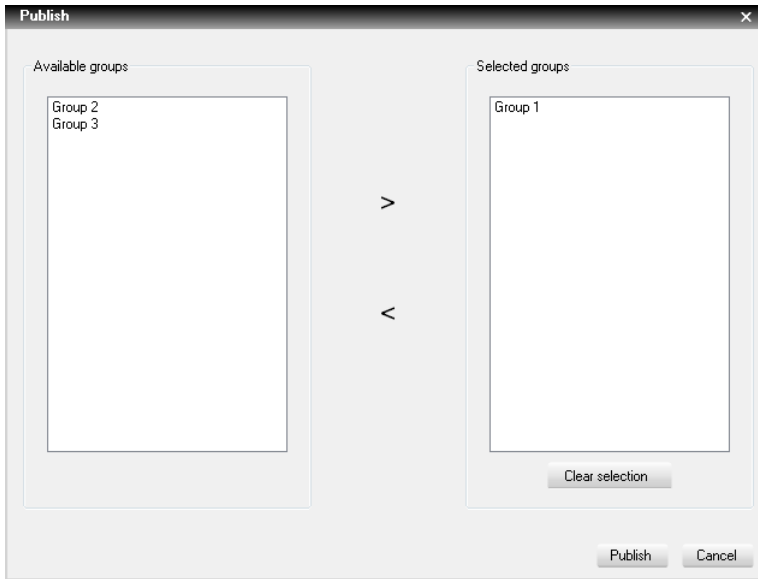 Publish
×
Available groups
Group 2
Group 3
>
<
Selected groups
Group 1
Clear selection
Publish
Cancel